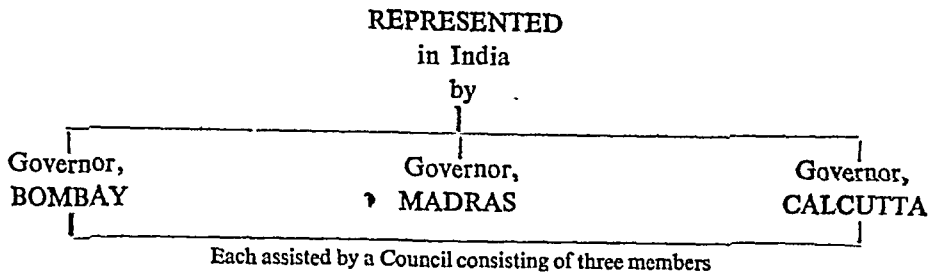 REPRESENTED
in India
by
Governor,
BOMBAY
Governor,
MADRAS
Governor,
CALCUTTA
Each assisted by a Council consisting of three members